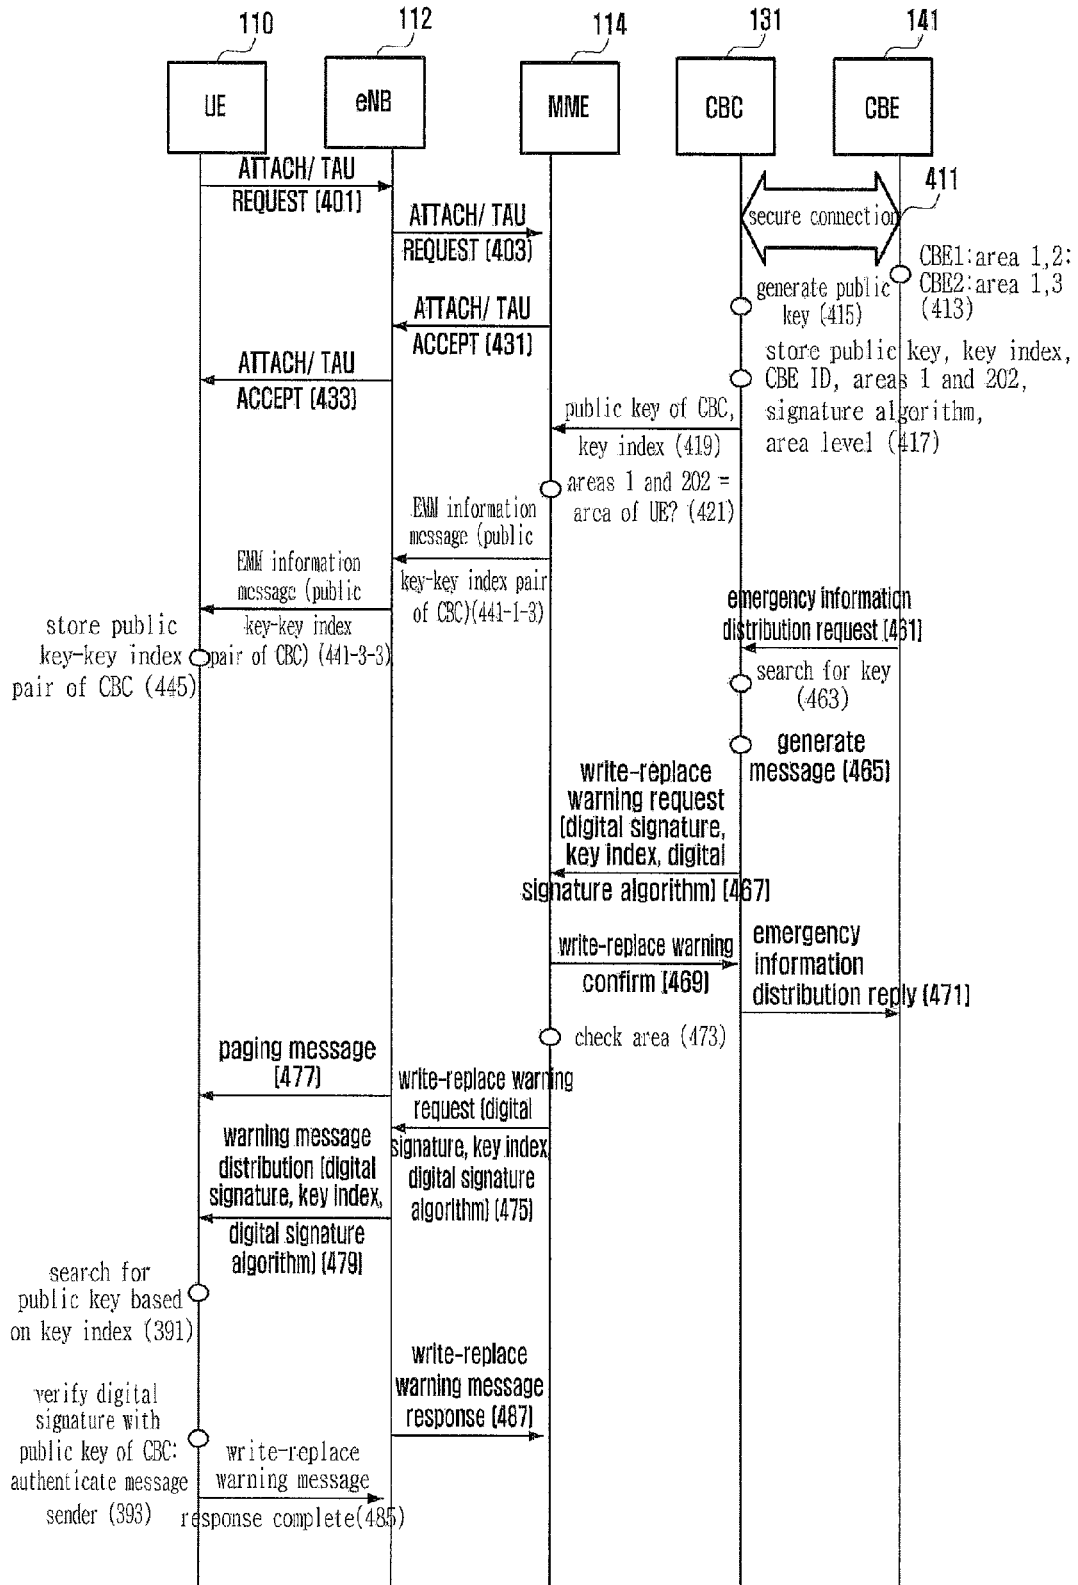 110
112
114
131
141
UE
eNB
MME
CBC
CBE
ATTACH/ TAU
REQUEST (401)
ATTACH/ TAU
REQUEST (403)
secure connection
411
CBE1:area 1,2:
CBE2:area 1,3
(413)
generate public
key (415)
ATTACH/ TAU
ACCEPT (431)
ATTACH/ TAU
ACCEPT (433)
store public key, key index,
CBE ID, areas 1 and 202,
signature algorithm,
area level (417)
public key of CBC,
key index (419)
areas 1 and 202 =
area of UE? (421)
EMM information
message (public
key-key index pair
of CBC)(441-1-3)
EMM information
message (public
key-key index
pair of CBC) (441-3-3)
store public
key-key index
pair of CBC (445)
emergency information
distribution request (461)
search for key
(463)
generate
message (465)
write-replace
warning request
(digital signature,
key index, digital
signature algorithm) (467)
write-replace warning
confirm (469)
emergency
information
distribution reply (471)
check area (473)
paging message
(477)
write-replace warning
request (digital
signature, key index,
digital signature
algorithm) (475)
warning message
distribution (digital
signature, key index,
digital signature
algorithm) (479)
search for
public key based
on key index (391)
write-replace
warning message
response (487)
verify digital
signature with
public key of CBC:
authenticate message
sender (393)
write-replace
warning message
response complete(485)